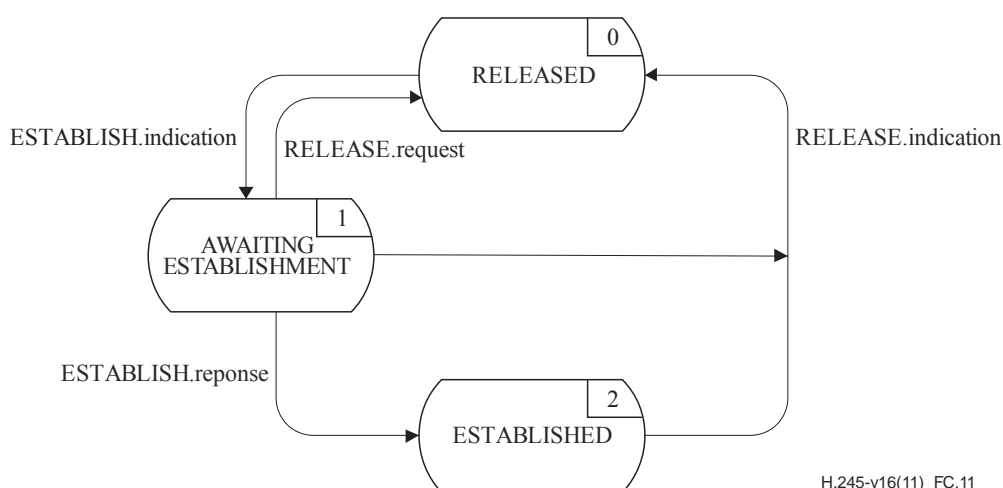 0
RELEASED
ESTABLISH.indication
RELEASE.request
RELEASE.indication
1
AWAITING
ESTABLISHMENT
ESTABLISH.reponse
2
ESTABLISHED
H.245-v16(11)_FC.11